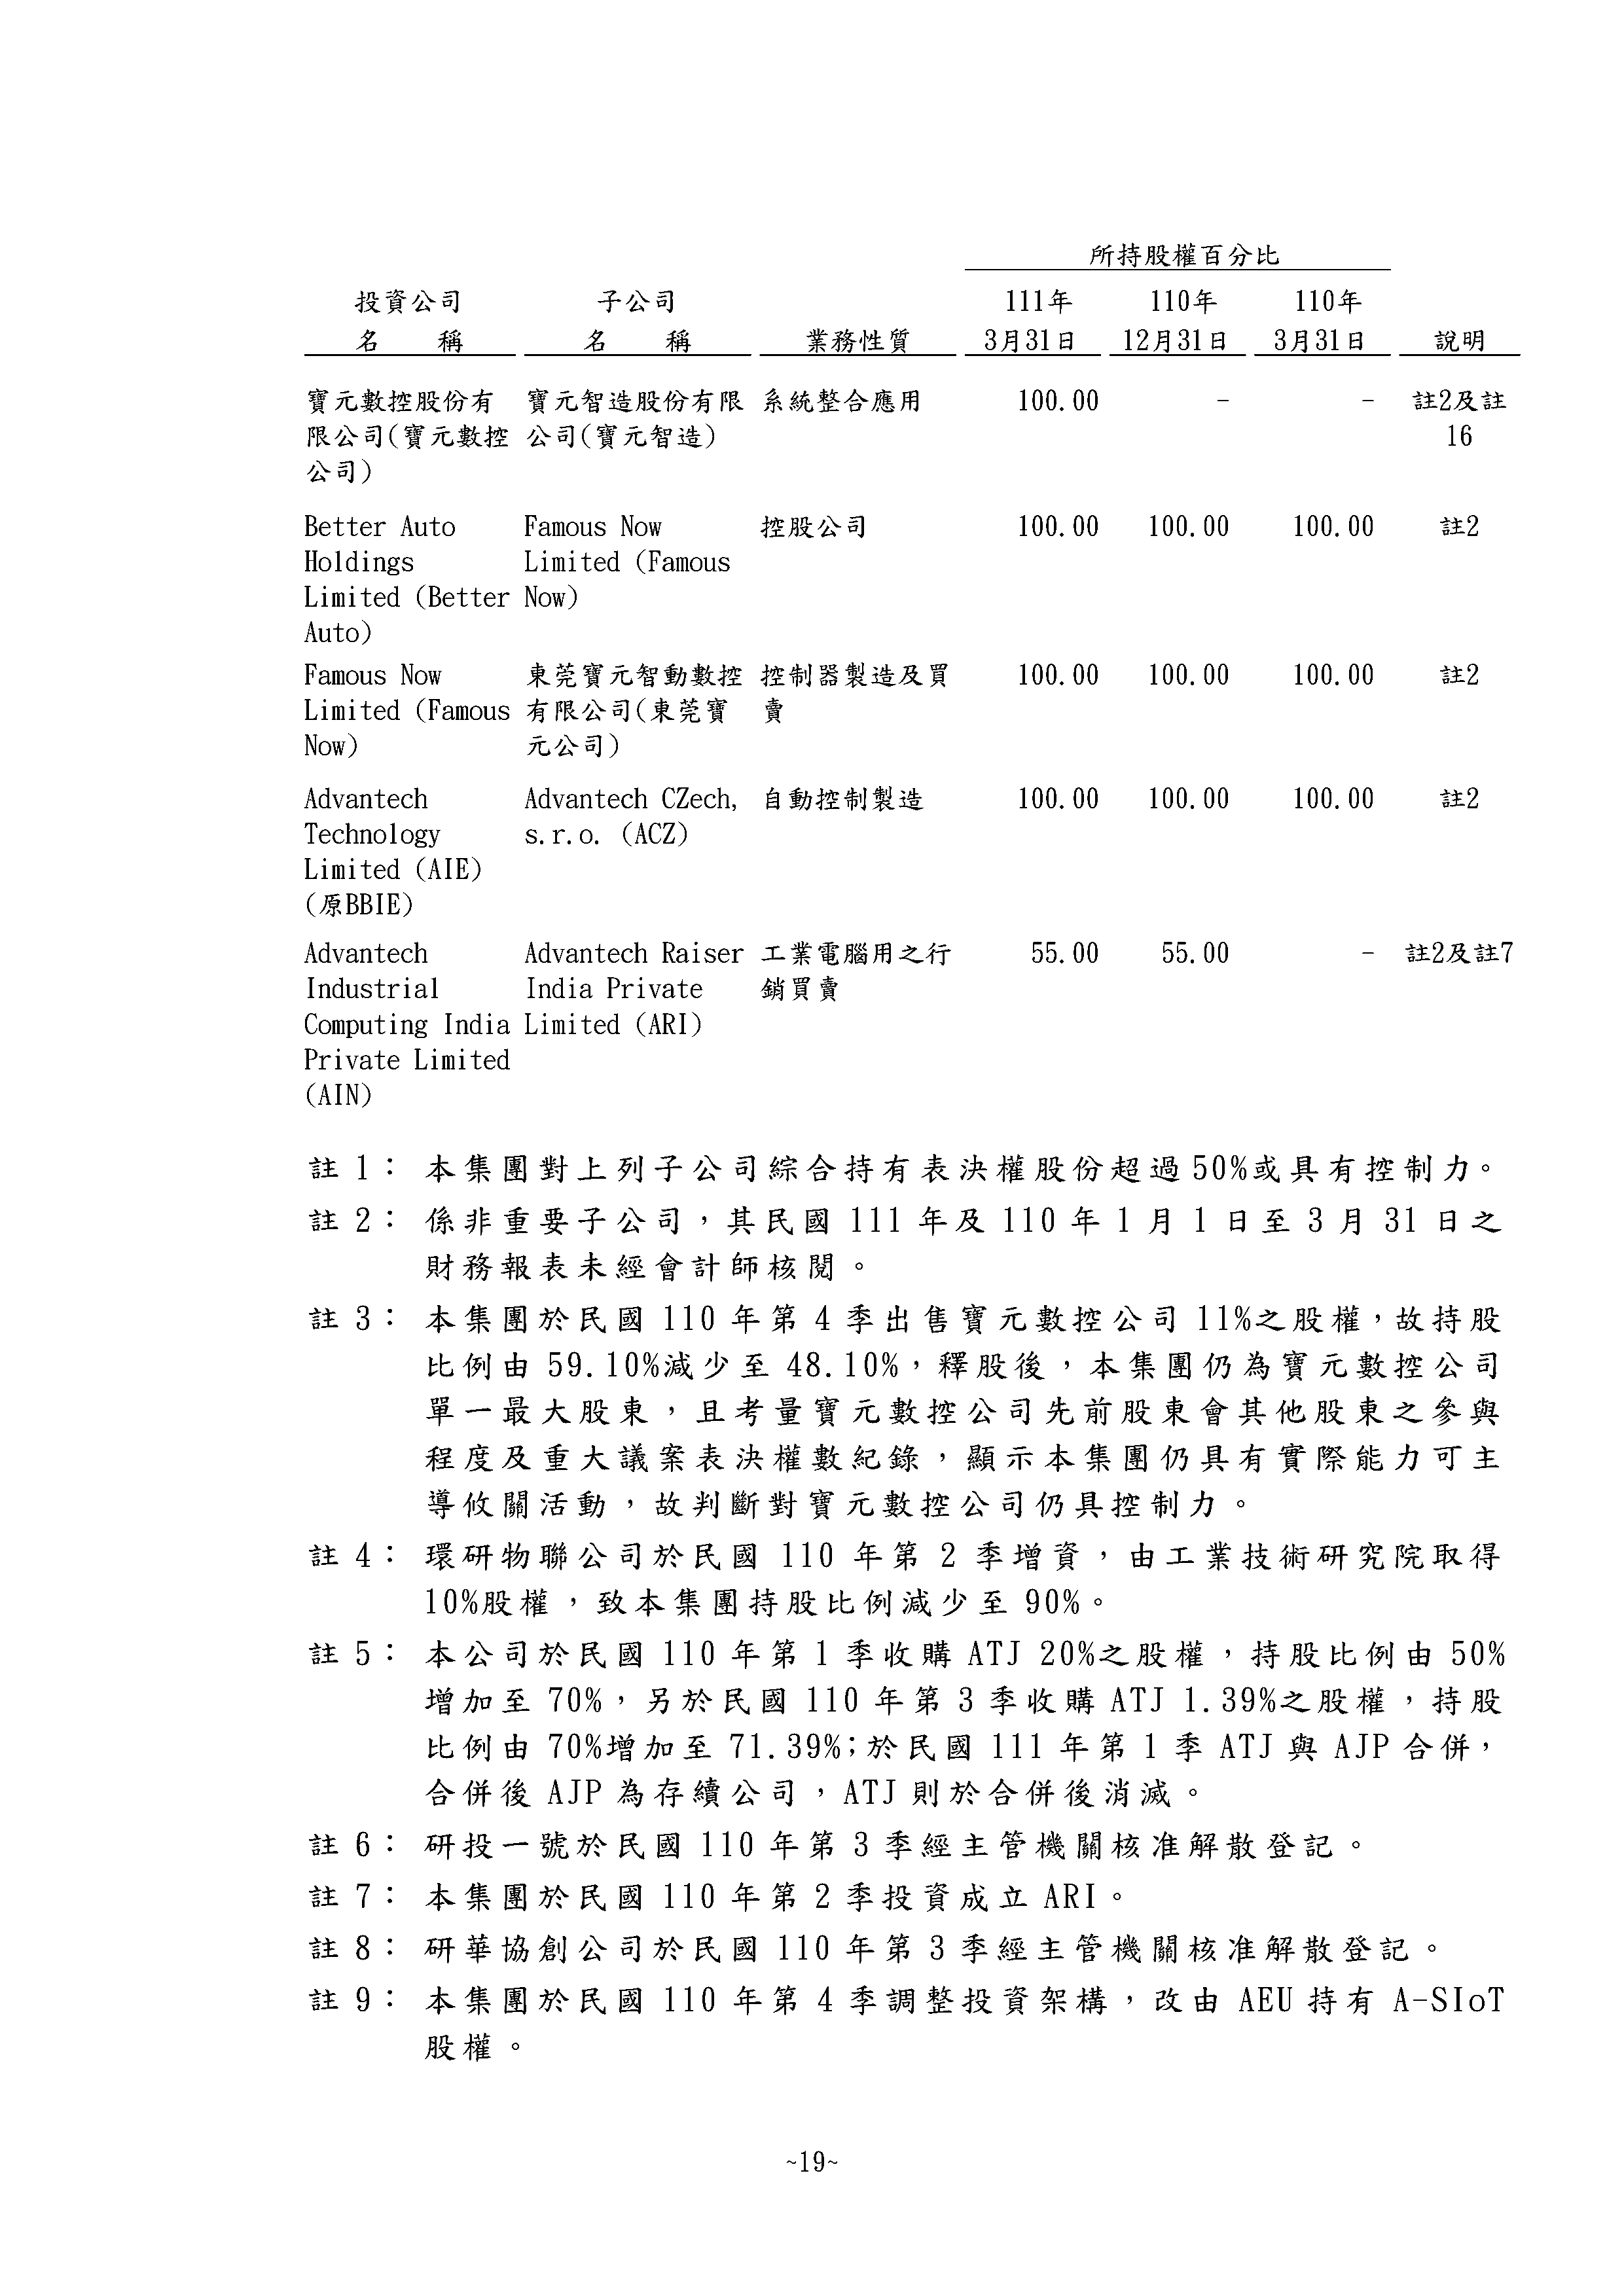 所持股權百分比
投資公司 子公司 111年 110年 110年
名 稱 名 稱 業務性質 3月31日 12月31日 3月31日 說明
寶元數控股份有 寶元智造股份有限 系統整合應用 100.00 - - 註2及註
限公司(寶元數控 公司(寶元智造) 16
公司)
Better Auto Famous Now 控股公司 100.00 100.00 100.00 註2
Holdings Limited (Famous
Limited (Better Now)
Auto)
Famous Now 東莞寶元智動數控 控制器製造及買 100.00 100.00 100.00 註2
Limited (Famous 有限公司(東莞寶 賣
Now) 元公司)
Advantech Advantech CZech, 自動控制製造 100.00 100.00 100.00 註2
Technology s.r.o. (ACZ)
Limited (AIE)
(原BBIE)
Advantech Advantech Raiser 工業電腦用之行 55.00 55.00 - 註2及註7
Industrial India Private 銷買賣
Computing India Limited (ARI)
Private Limited
(AIN)
註 1： 本集團對上列子公司綜合持有表決權股份超過50%或具有控制力。
註 2： 係非重要子公司，其民國 111 年及 110 年 1 月 1 日至 3 月 31 日之
財務報表未經會計師核閱。
註 3： 本集團於民國 110 年第 4 季出售寶元數控公司 11%之股權，故持股
比例由 59.10%減少至 48.10%，釋股後，本集團仍為寶元數控公司
單一最大股東，且考量寶元數控公司先前股東會其他股東之參與
程度及重大議案表決權數紀錄，顯示本集團仍具有實際能力可主
導攸關活動，故判斷對寶元數控公司仍具控制力。
註 4： 環研物聯公司於民國 110 年第 2 季增資，由工業技術研究院取得
10%股權，致本集團持股比例減少至 90%。
註 5： 本公司於民國 110 年第 1 季收購 ATJ 20%之股權，持股比例由 50%
增加至 70%，另於民國 110 年第 3 季收購 ATJ 1.39%之股權，持股
比例由 70%增加至 71.39%;於民國 111 年第 1 季 ATJ 與 AJP 合併，
合併後 AJP 為存續公司，ATJ 則於合併後消滅。
註 6： 研投一號於民國 110 年第 3 季經主管機關核准解散登記。
註 7： 本集團於民國 110 年第 2 季投資成立 ARI。
註 8： 研華協創公司於民國 110 年第 3 季經主管機關核准解散登記。
註 9： 本集團於民國 110 年第 4 季調整投資架構，改由 AEU 持有 A-SIoT
股權。
~19~